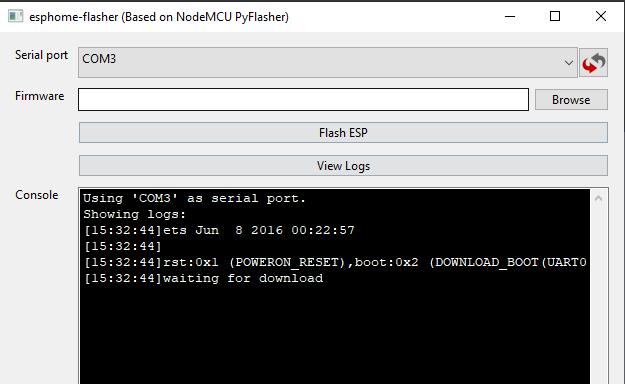 esphome-flasher (Based on NodeMCU PyFlasher)
Serial port
COM3
Firmware
Browse
Flash ESP
View Logs
Console
Using 'COM3' as serial port.
Showing logs:
[15:32:44]ets Jun  8 2016 00:22:57
[15:32:44]
[15:32:44]rst:0x1 (POWERON_RESET),boot:0x2 (DOWNLOAD_BOOT(UART0
[15:32:44]waiting for download